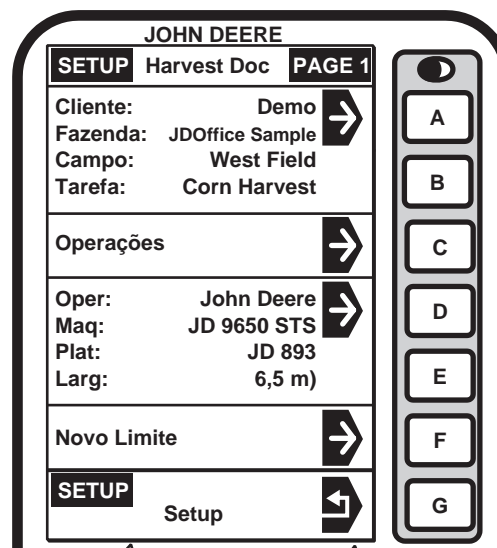 JOHN DEERE
SETUP Harvest Doc PAGE 1
Cliente: Demo
Fazenda: JDOffice Sample
Campo: West Field
Tarefa: Corn Harvest
Operações
Oper: John Deere
Maq: JD 9650 STS
Plat: JD 893
Larg: 6,5 m)
Novo Limite
SETUP
Setup
A
B
C
D
E
F
G